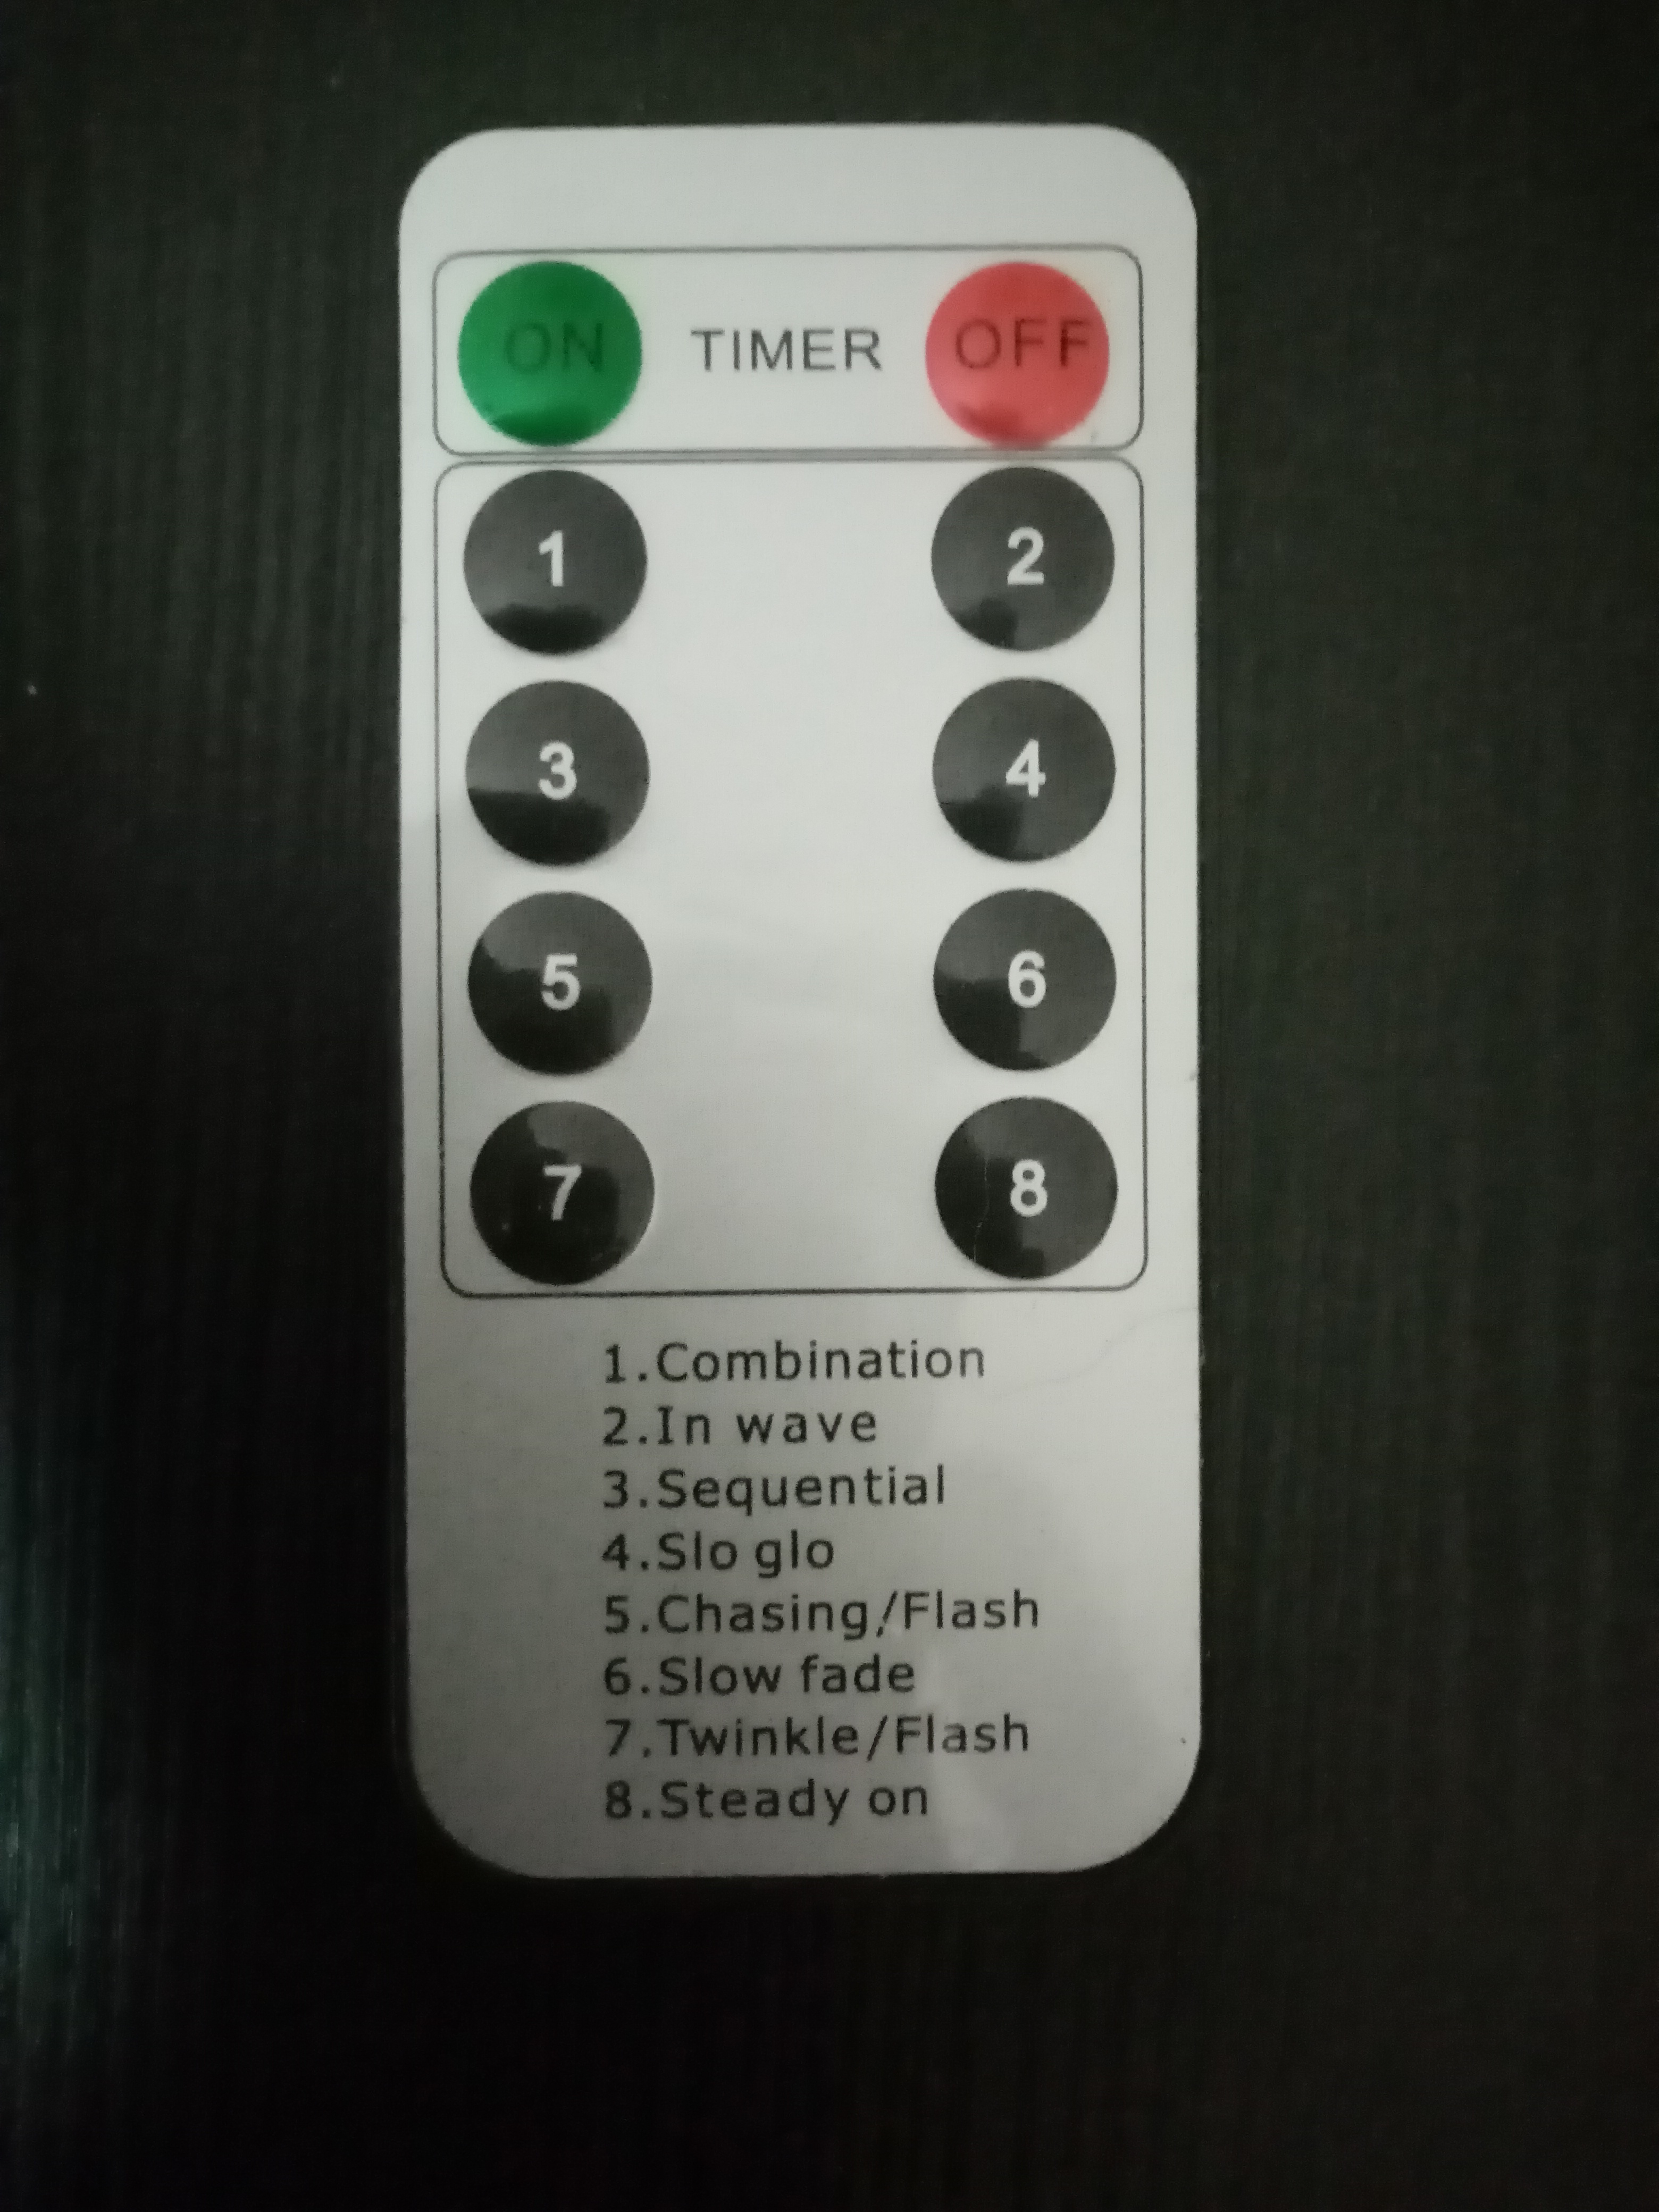 ON TIMER OFF
1 2
3 4
5 6
7 8
1.Combination
2.In wave
3.Sequential
4.Slo glo
5.Chasing/Flash
6.Slow fade
7.Twinkle/Flash
8.Steady on